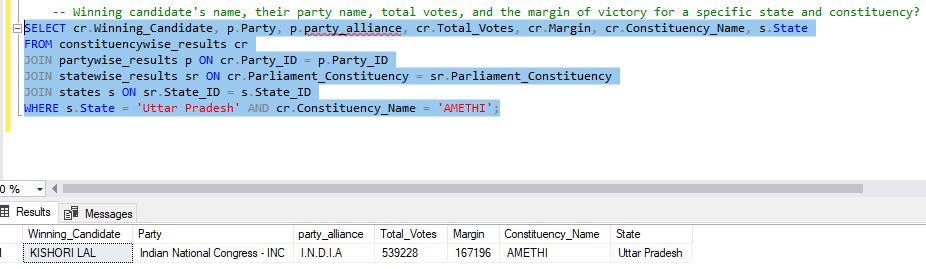 -- Winning candidate's name, their party name, total votes, and the margin of victory for a specific state and constituency?
SELECT cr.Winning_Candidate, p.Party, p.party_alliance, cr.Total_Votes, cr.Margin, cr.Constituency_Name, s.State
FROM constituencywise_results cr
JOIN partywise_results p ON cr.Party_ID = p.Party_ID
JOIN statewise_results sr ON cr.Parliament_Constituency = sr.Parliament_Constituency
JOIN states s ON sr.State_ID = s.State_ID
WHERE s.State = 'Uttar Pradesh' AND cr.Constituency_Name = 'AMETHI';
0 %
Results Messages
Winning_Candidate Party party_alliance Total_Votes Margin Constituency_Name State
1 KISHORI LAL Indian National Congress - INC I.N.D.I.A 539228 167196 AMETHI Uttar Pradesh